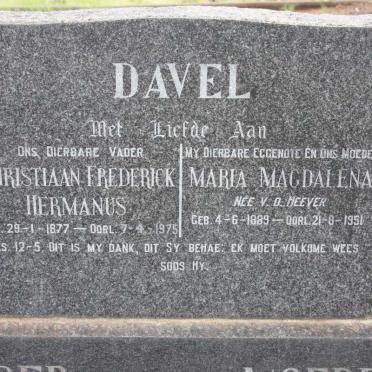 DAVEL
Met Liefde Aan
ONS DIERBARE VADER
CHRISTIAAN FREDERICK
HERMANUS
29-1-1877 — OORL. 7-4-1975
MY DIERBARE EGGENOTE EN ONS MOEDER
MARIA MAGDALENA
NÉE V. D. HEEVER
GEB. 4-6-1889 — OORL. 21-8-1951
S. 12-5. DIT IS MY DANK, DIT SY BEHAE: EK MOET VOLKOME WEES
SOOS HY.